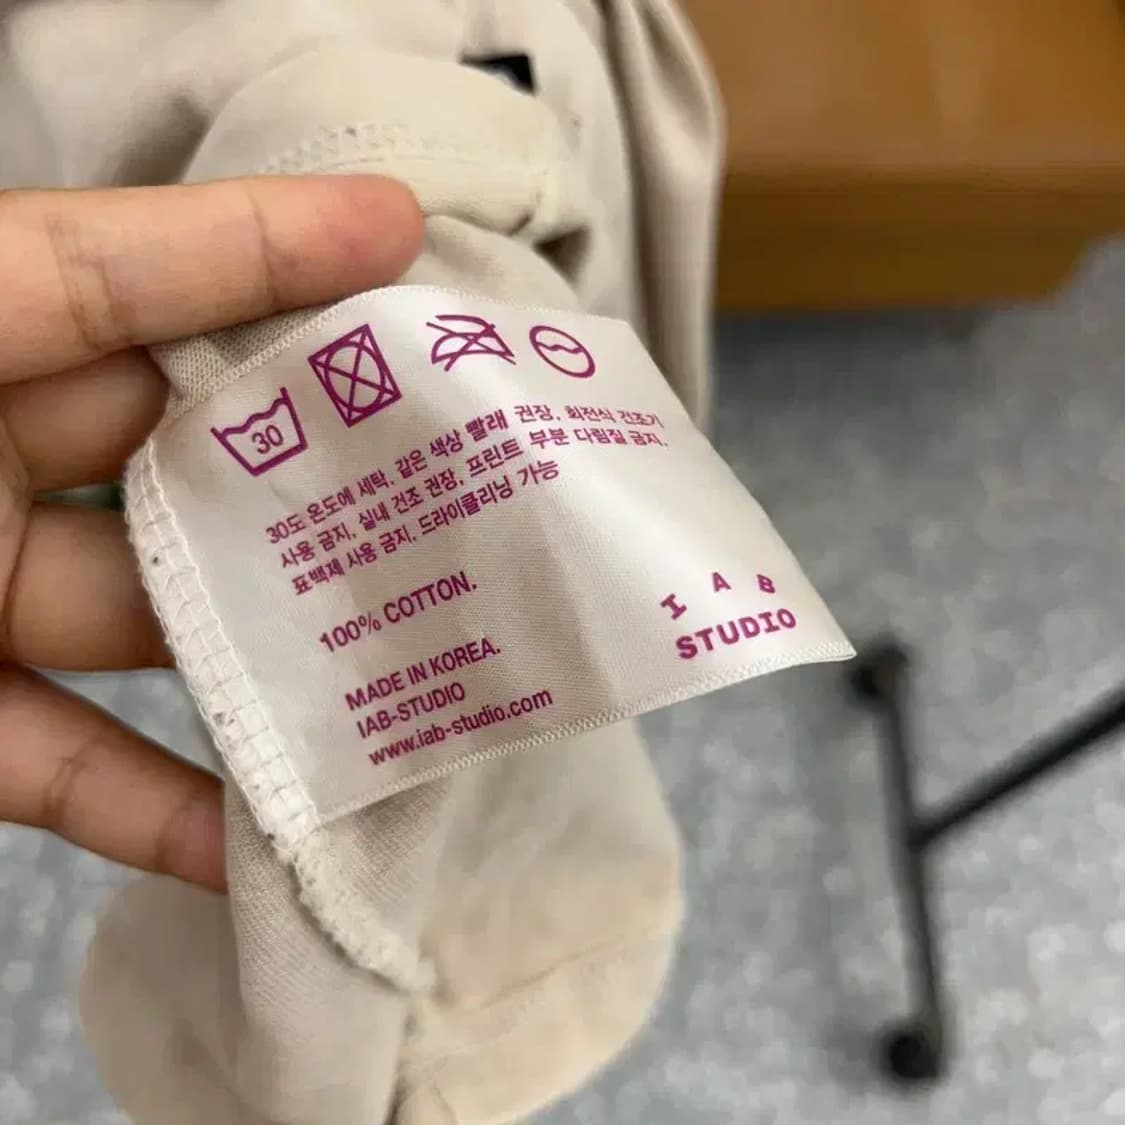 30
30도 온도에 세탁, 같은 색상 빨래 권장, 회전식 건조기
사용 금지, 실내 건조 권장, 프린트 부분 다림질 금지,
표백제 사용 금지, 드라이클리닝 가능
100% COTTON.
MADE IN KOREA.
IAB-STUDIO
www.iab-studio.com
I A B
STUDIO